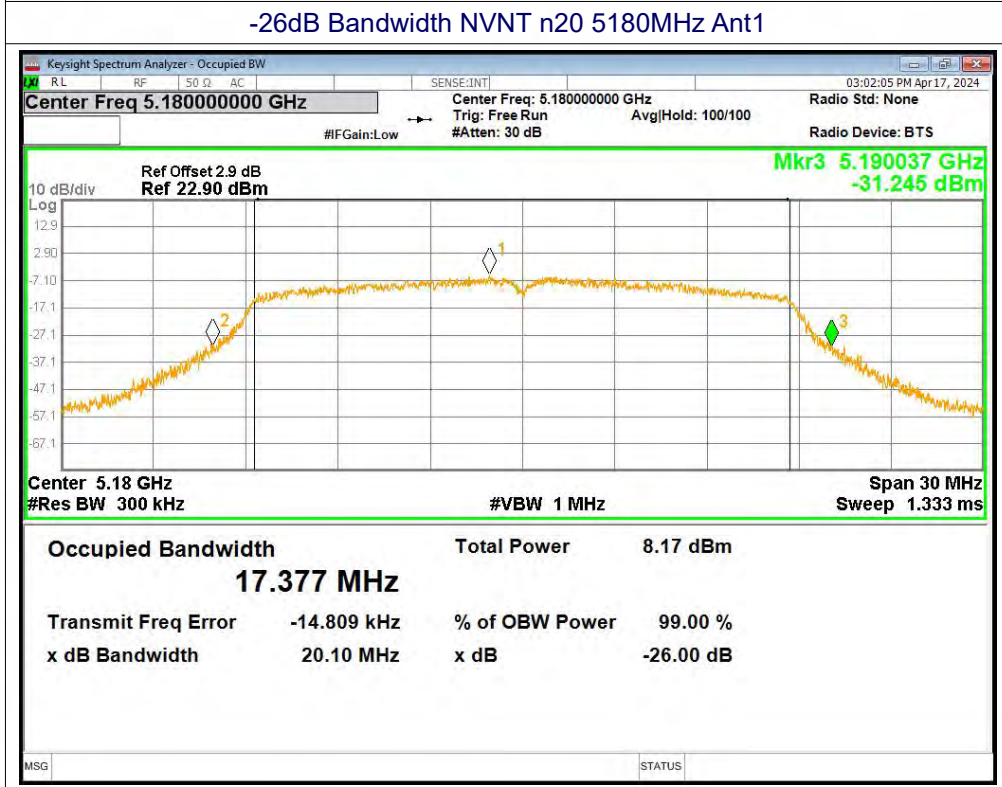 -26dB Bandwidth NVNT n20 5180MHz Ant1
Keysight Spectrum Analyzer - Occupied BW
LXI RL RF 50 Ω AC SENSE:INT 03:02:05 PM Apr 17, 2024
Center Freq 5.180000000 GHz Center Freq: 5.180000000 GHz Radio Std: None
Trig: Free Run Avg|Hold: 100/100
#IFGain:Low #Atten: 30 dB Radio Device: BTS
Mkr3 5.190037 GHz
-31.245 dBm
Ref Offset 2.9 dB
10 dB/div Ref 22.90 dBm
Log
12.9
2.90
-7.10
-17.1
-27.1
-37.1
-47.1
-57.1
-67.1
1
2
3
Center 5.18 GHz Span 30 MHz
#Res BW 300 kHz #VBW 1 MHz Sweep 1.333 ms
Occupied Bandwidth Total Power 8.17 dBm
17.377 MHz
Transmit Freq Error -14.809 kHz % of OBW Power 99.00 %
x dB Bandwidth 20.10 MHz x dB -26.00 dB
MSG STATUS